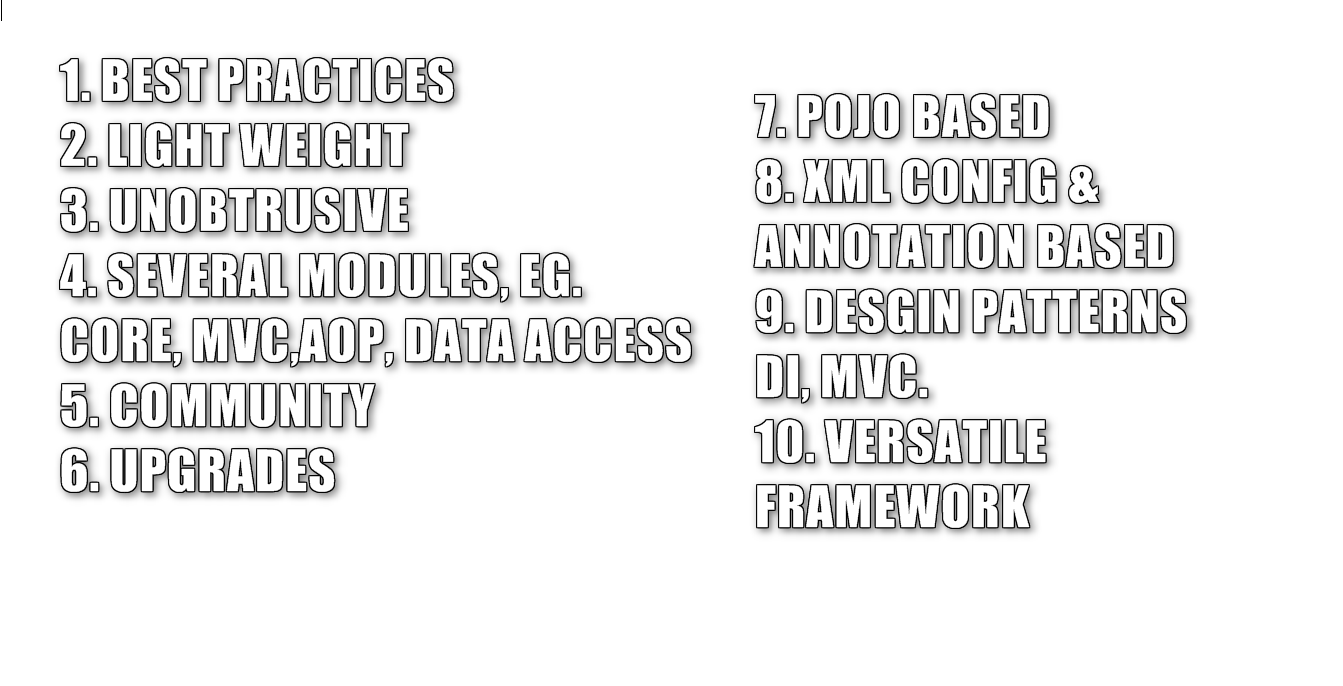 1. BEST PRACTICES
2. LIGHT WEIGHT
3. UNOBTRUSIVE
4. SEVERAL MODULES, EG.
CORE, MVC,AOP, DATA ACCESS
5. COMMUNITY
6. UPGRADES
7. POJO BASED
8. XML CONFIG &
ANNOTATION BASED
9. DESGIN PATTERNS
DI, MVC.
10. VERSATILE
FRAMEWORK